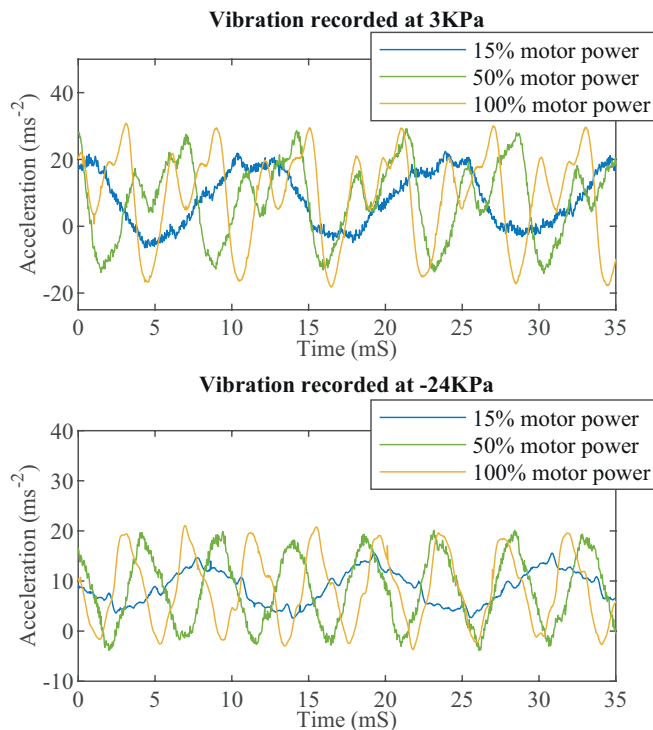 Vibration recorded at 3KPa
15% motor power
50% motor power
100% motor power
Acceleration (ms⁻²)
40
20
0
-20
0 5 10 15 20 25 30 35
Time (mS)
Vibration recorded at -24KPa
15% motor power
50% motor power
100% motor power
Acceleration (ms⁻²)
40
30
20
10
0
-10
0 5 10 15 20 25 30 35
Time (mS)